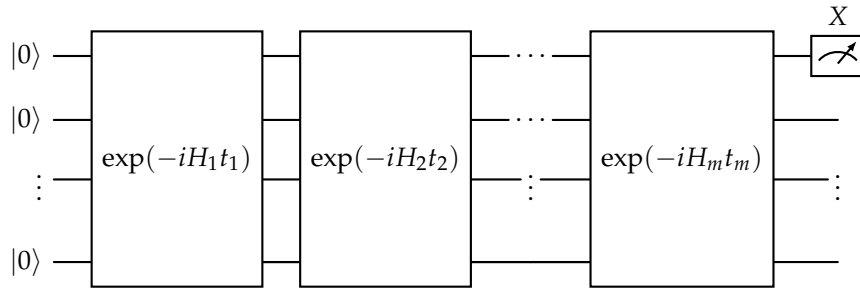 X
|0⟩ ⋯
|0⟩ ⋯
exp(−iH₁t₁) exp(−iH₂t₂) exp(−iHₘtₘ)
⋮ ⋮ ⋮
|0⟩